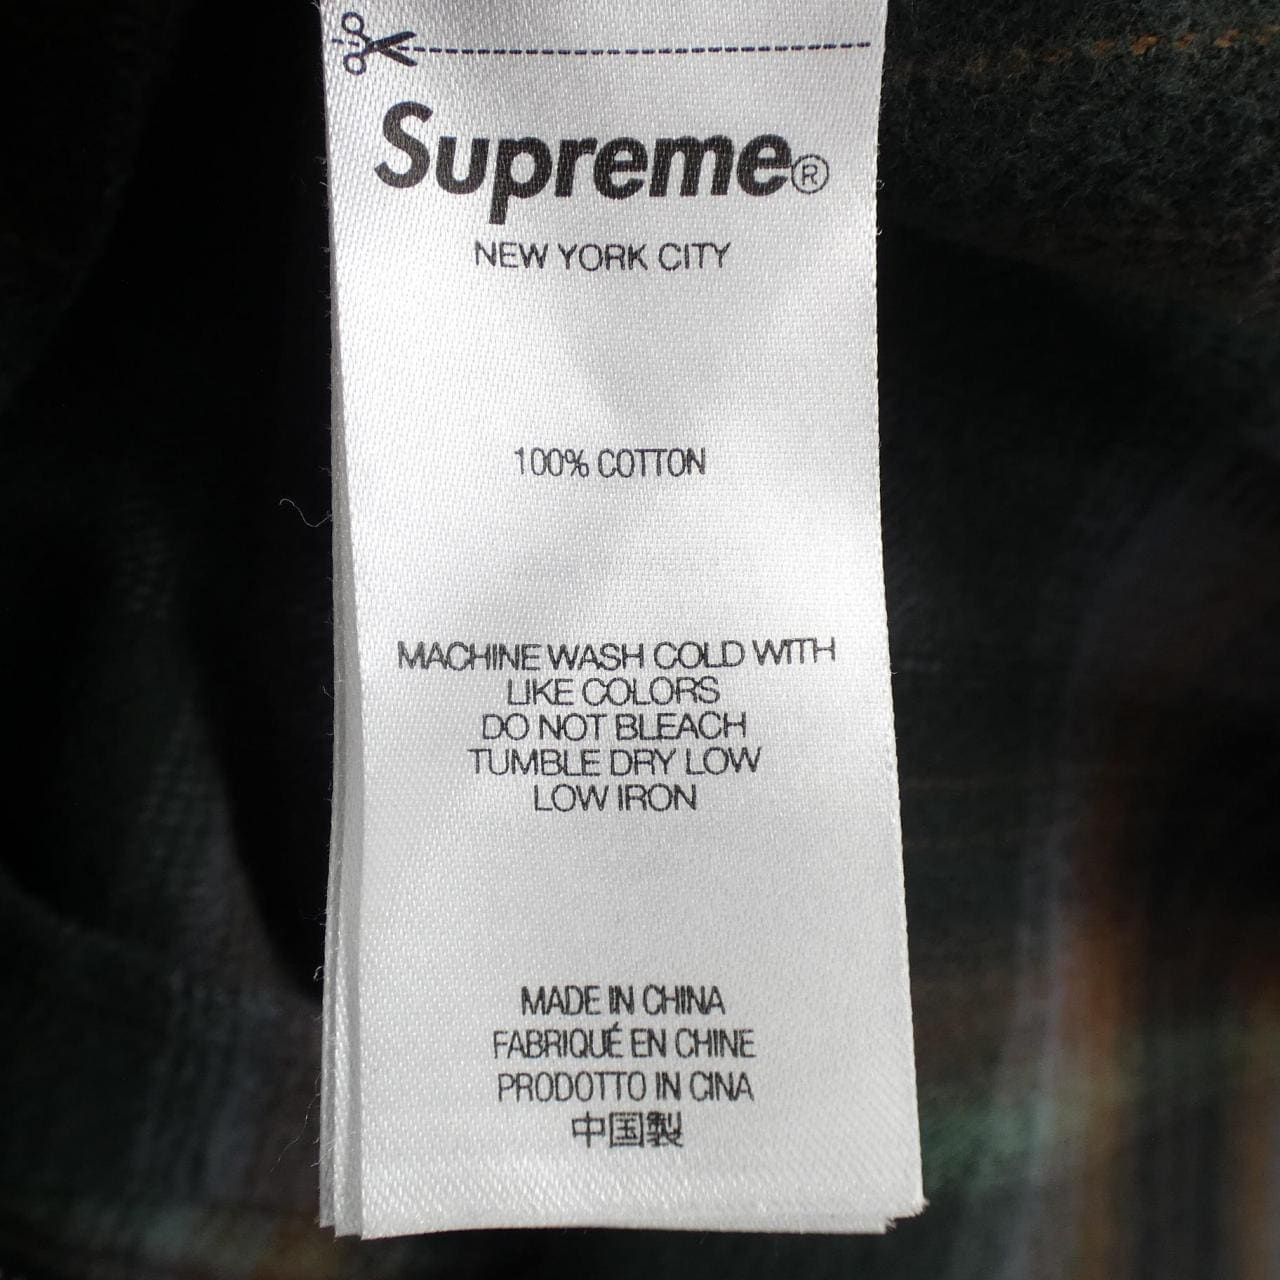 Supreme®
NEW YORK CITY
100% COTTON
MACHINE WASH COLD WITH
LIKE COLORS
DO NOT BLEACH
TUMBLE DRY LOW
LOW IRON
MADE IN CHINA
FABRIQUÉ EN CHINE
PRODOTTO IN CINA
中国製